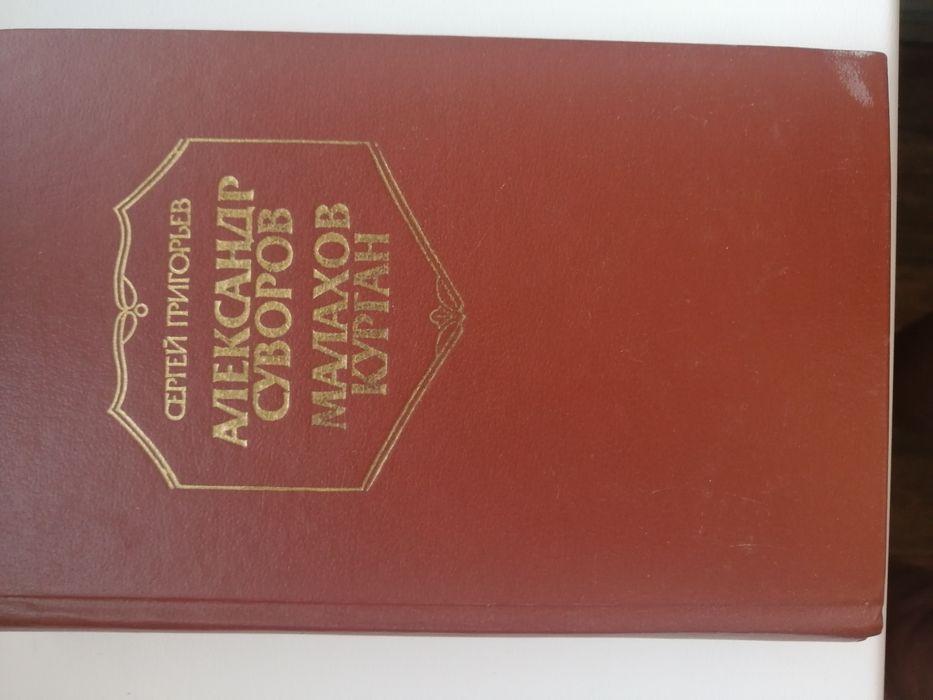 СЕРГЕЙ ГРИГОРЬЕВ
АЛЕКСАНДР
СУВОРОВ
МАЛАХОВ
КУРГАН